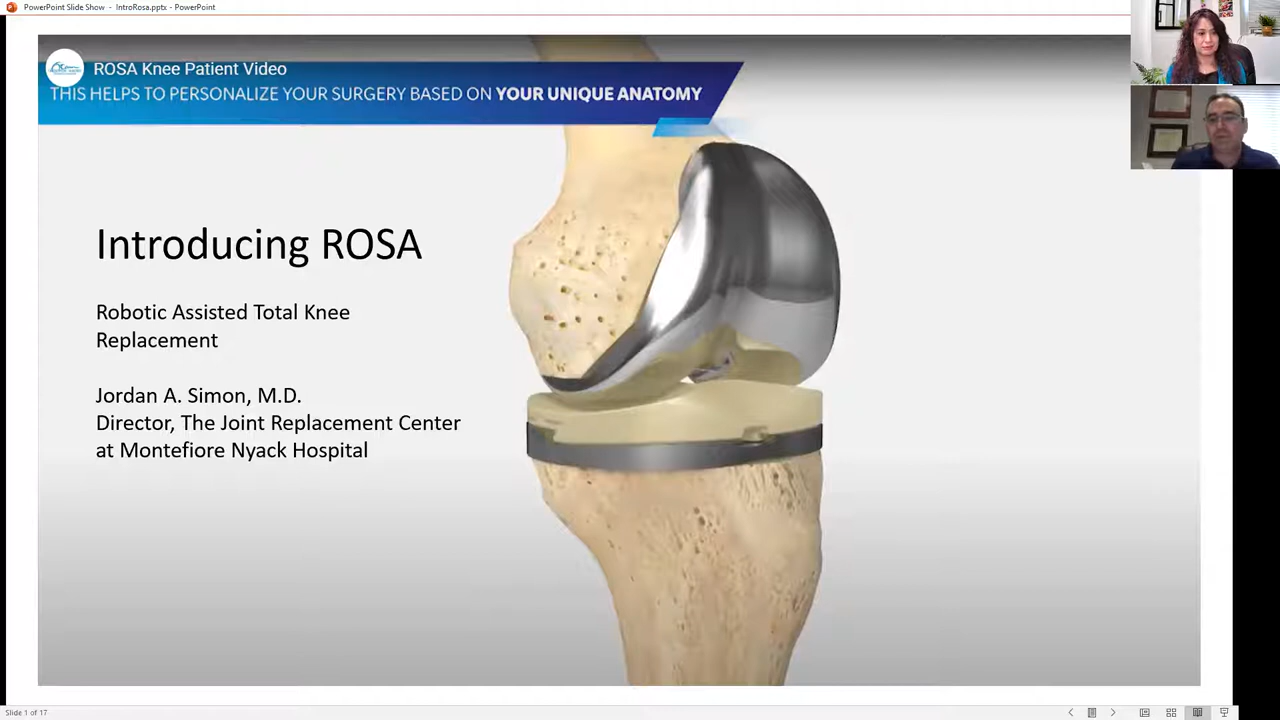 PowerPoint Slide Show - IntroRosa.pptx - PowerPoint
ROSA Knee Patient Video
THIS HELPS TO PERSONALIZE YOUR SURGERY BASED ON YOUR UNIQUE ANATOMY
Introducing ROSA
Robotic Assisted Total Knee
Replacement
Jordan A. Simon, M.D.
Director, The Joint Replacement Center
at Montefiore Nyack Hospital
Slide 1 of 17